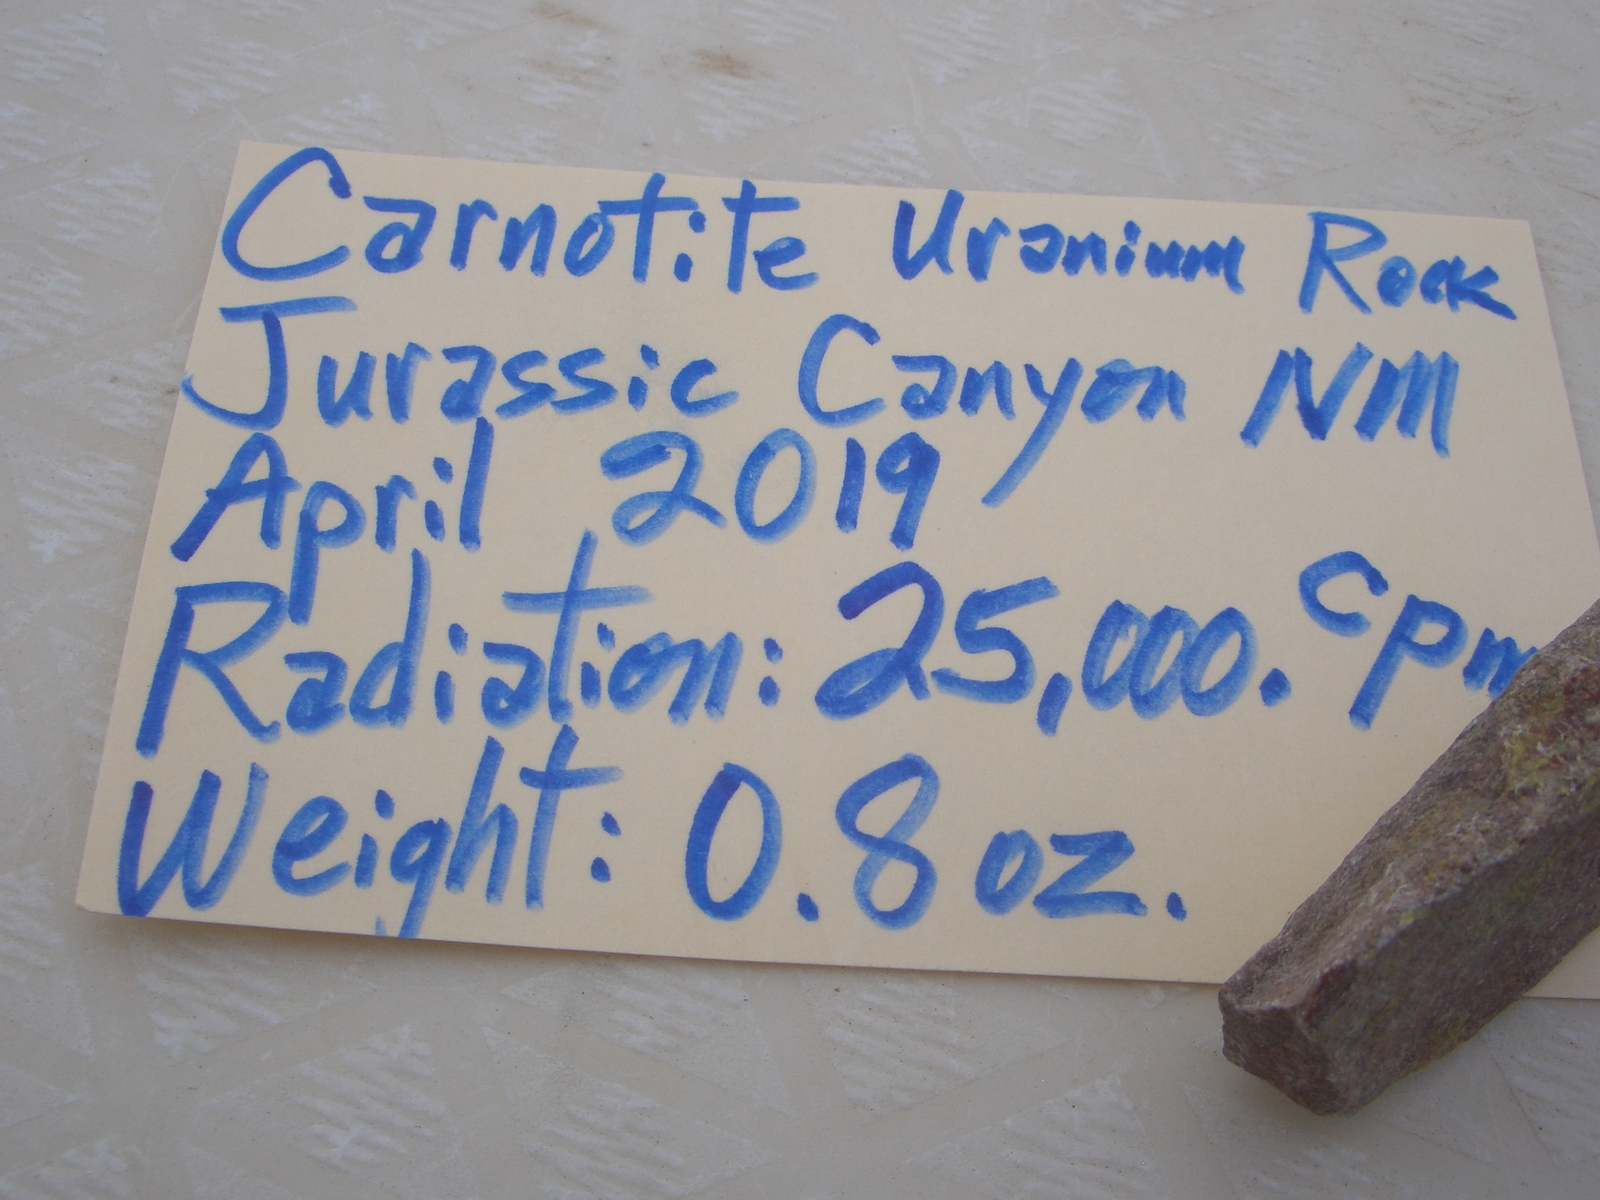 Carnotite Uranium Rock
Jurassic Canyon NM
April 2019
Radiation: 25,000. cpm
Weight: 0.8 oz.